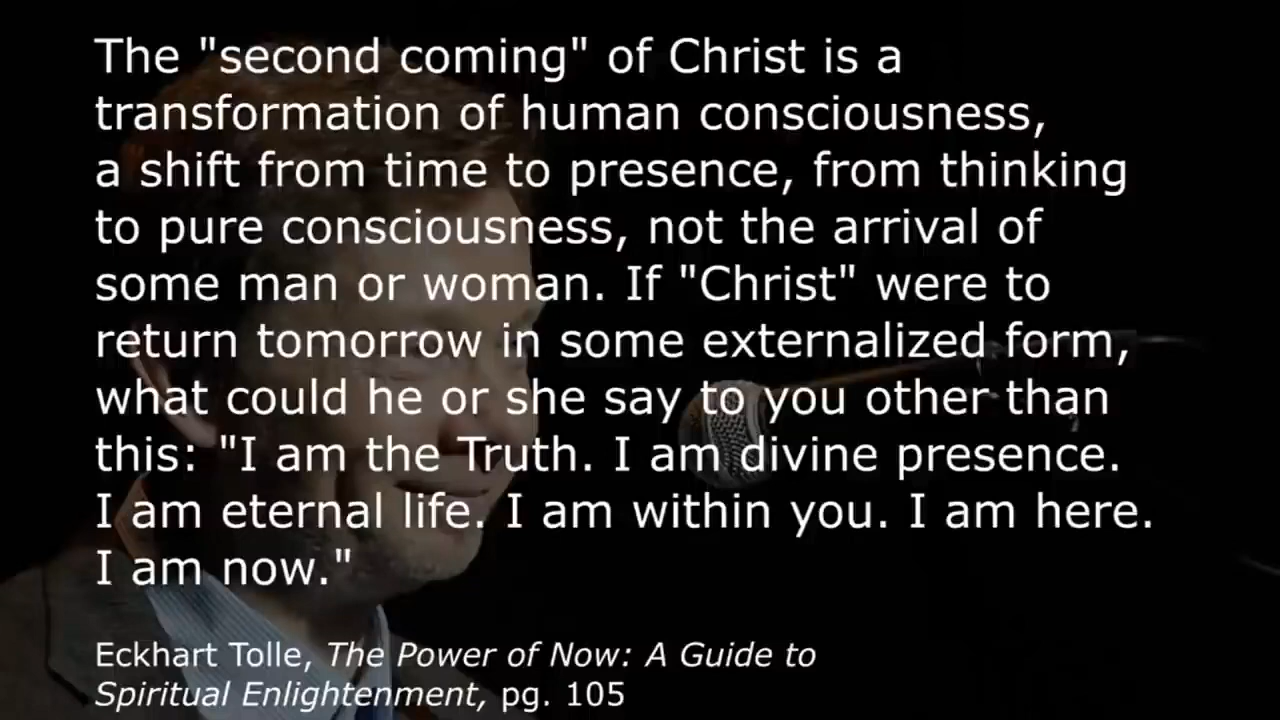 The "second coming" of Christ is a
transformation of human consciousness,
a shift from time to presence, from thinking
to pure consciousness, not the arrival of
some man or woman. If "Christ" were to
return tomorrow in some externalized form,
what could he or she say to you other than
this: "I am the Truth. I am divine presence.
I am eternal life. I am within you. I am here.
I am now."
Eckhart Tolle, The Power of Now: A Guide to
Spiritual Enlightenment, pg. 105